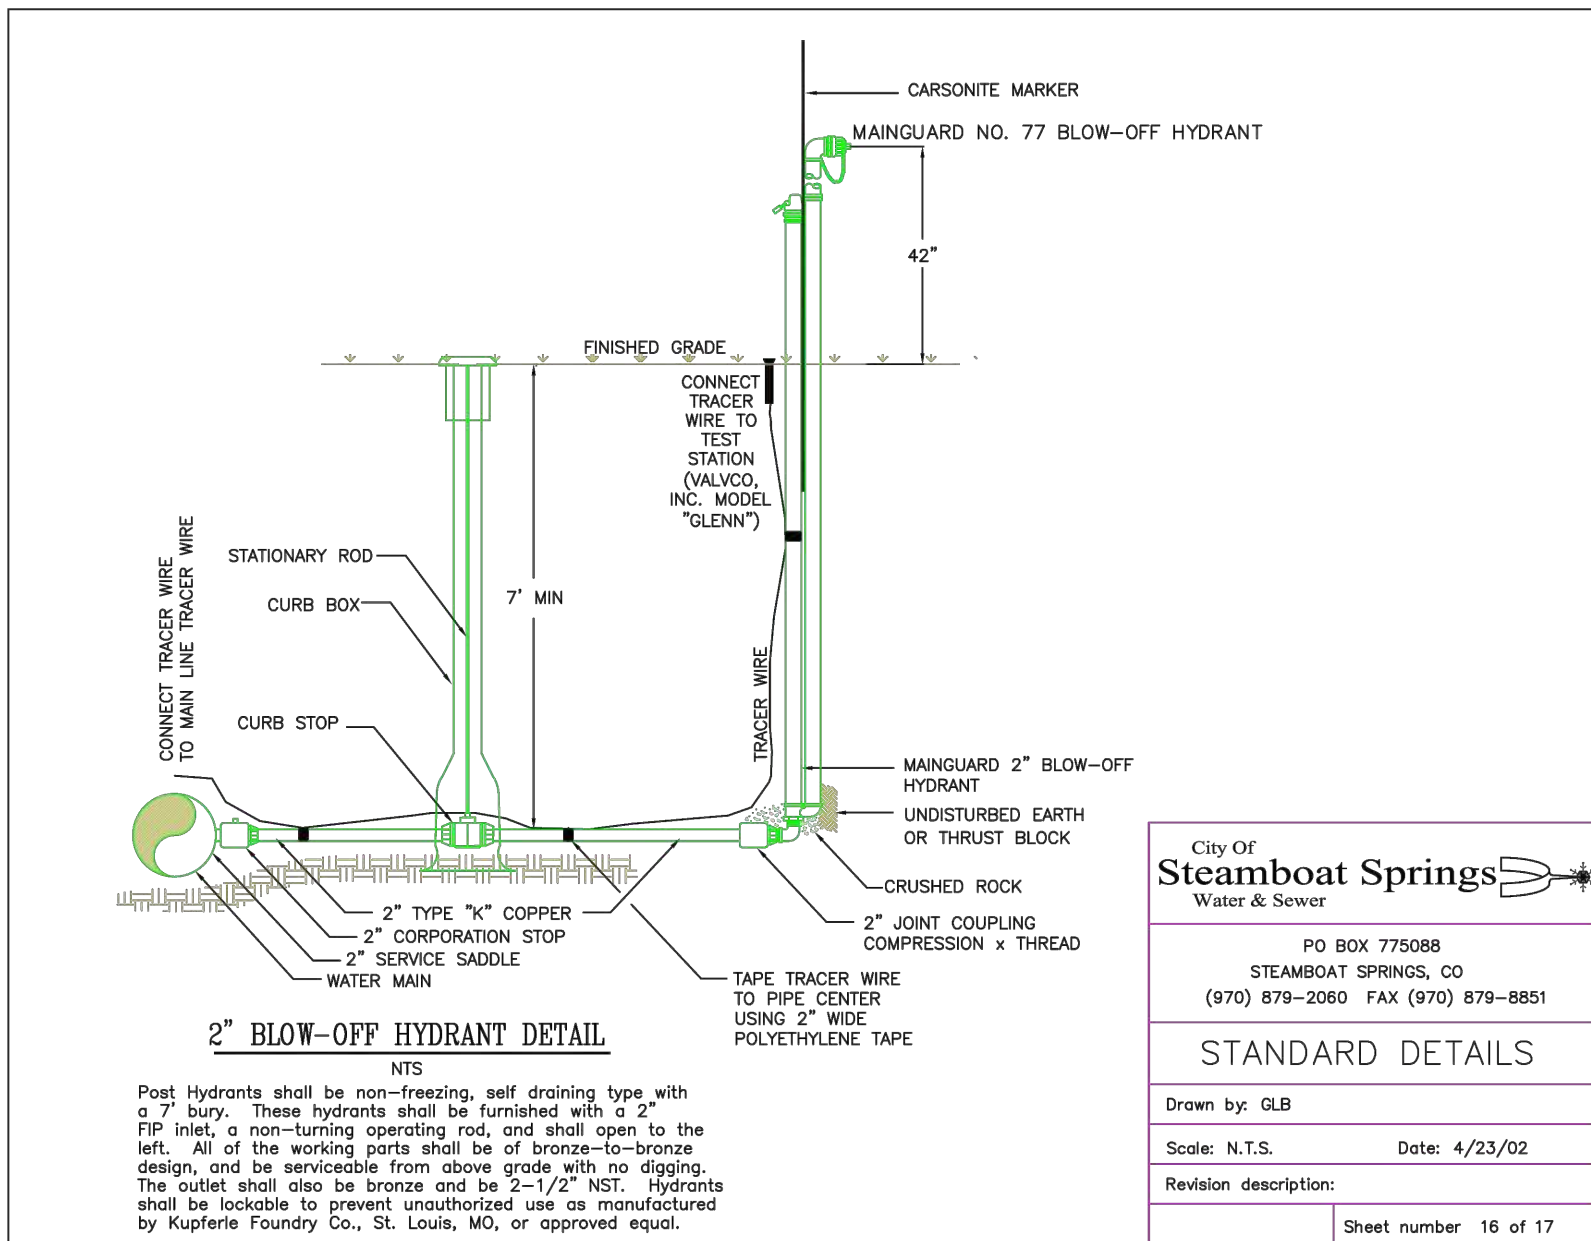 CARSONITE MARKER
MAINGUARD NO. 77 BLOW-OFF HYDRANT
42"
FINISHED GRADE
CONNECT
TRACER
WIRE TO
TEST
STATION
(VALVCO,
INC. MODEL
"GLENN")
CONNECT TRACER WIRE
TO MAIN LINE TRACER WIRE
STATIONARY ROD
CURB BOX
7' MIN
CURB STOP
TRACER WIRE
MAINGUARD 2" BLOW-OFF
HYDRANT
UNDISTURBED EARTH
OR THRUST BLOCK
CRUSHED ROCK
2" JOINT COUPLING
COMPRESSION x THREAD
2" TYPE "K" COPPER
2" CORPORATION STOP
2" SERVICE SADDLE
WATER MAIN
TAPE TRACER WIRE
TO PIPE CENTER
USING 2" WIDE
POLYETHYLENE TAPE
2" BLOW-OFF HYDRANT DETAIL
NTS
Post Hydrants shall be non-freezing, self draining type with
a 7' bury. These hydrants shall be furnished with a 2"
FIP inlet, a non-turning operating rod, and shall open to the
left. All of the working parts shall be of bronze-to-bronze
design, and be serviceable from above grade with no digging.
The outlet shall also be bronze and be 2-1/2" NST. Hydrants
shall be lockable to prevent unauthorized use as manufactured
by Kupferle Foundry Co., St. Louis, MO, or approved equal.
City Of
Steamboat Springs
Water & Sewer
PO BOX 775088
STEAMBOAT SPRINGS, CO
(970) 879-2060 FAX (970) 879-8851
STANDARD DETAILS
Drawn by: GLB
Scale: N.T.S. Date: 4/23/02
Revision description:
Sheet number 16 of 17